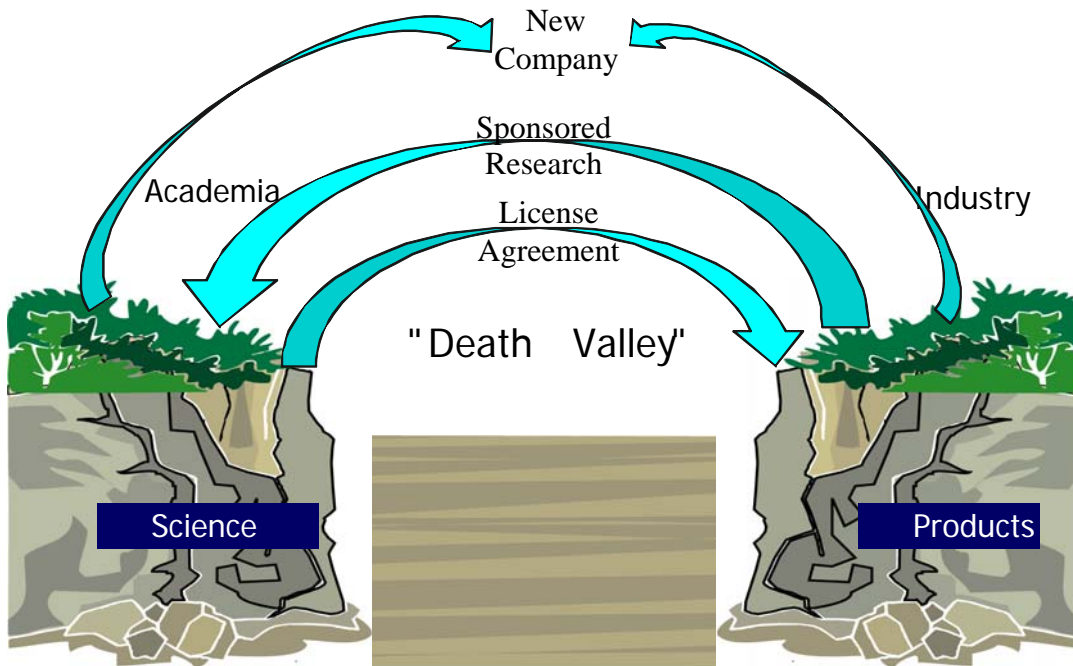 New
Company
Sponsored
Research
Academia
Industry
License
Agreement
"Death Valley"
Science
Products